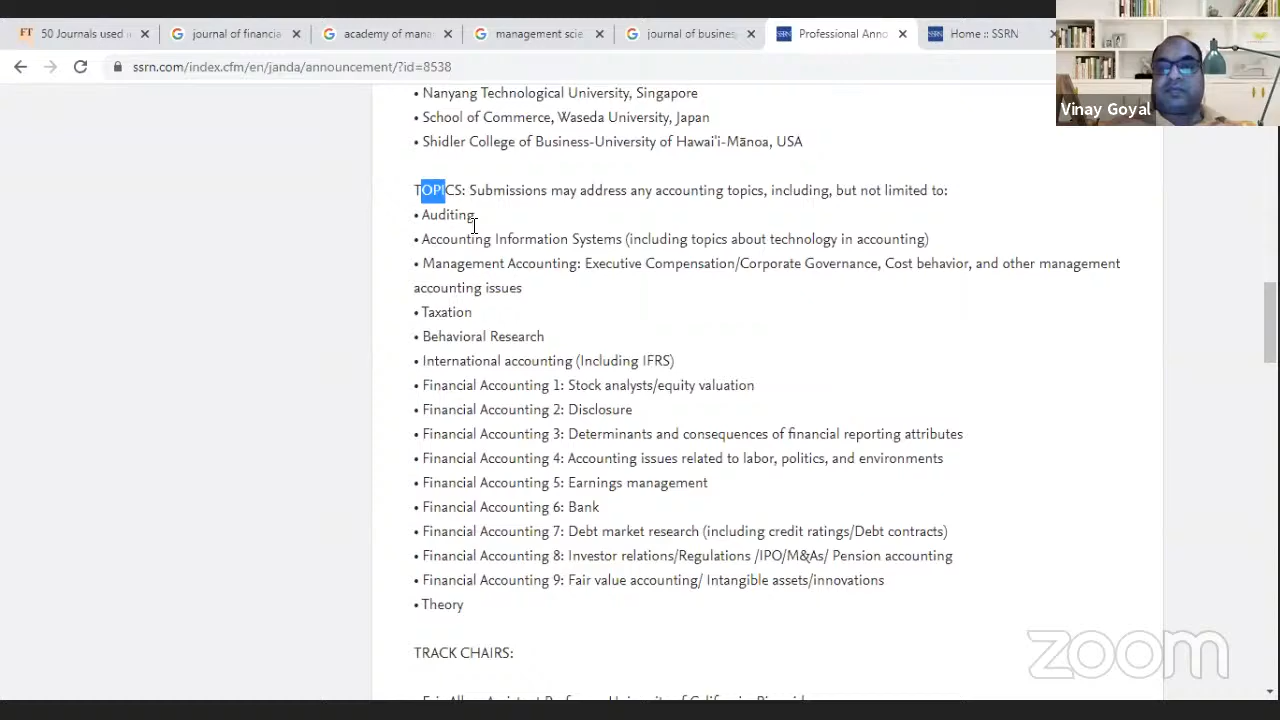 50 Journals used i
journal of financia
academy of mana
management scie
journal of busines
Professional Anno
Home :: SSRN
ssrn.com/index.cfm/en/janda/announcement/?id=8538
Vinay Goyal
• Nanyang Technological University, Singapore
• School of Commerce, Waseda University, Japan
• Shidler College of Business-University of Hawai'i-Mānoa, USA
TOPICS: Submissions may address any accounting topics, including, but not limited to:
• Auditing
• Accounting Information Systems (including topics about technology in accounting)
• Management Accounting: Executive Compensation/Corporate Governance, Cost behavior, and other management
accounting issues
• Taxation
• Behavioral Research
• International accounting (Including IFRS)
• Financial Accounting 1: Stock analysts/equity valuation
• Financial Accounting 2: Disclosure
• Financial Accounting 3: Determinants and consequences of financial reporting attributes
• Financial Accounting 4: Accounting issues related to labor, politics, and environments
• Financial Accounting 5: Earnings management
• Financial Accounting 6: Bank
• Financial Accounting 7: Debt market research (including credit ratings/Debt contracts)
• Financial Accounting 8: Investor relations/Regulations /IPO/M&As/ Pension accounting
• Financial Accounting 9: Fair value accounting/ Intangible assets/innovations
• Theory
TRACK CHAIRS:
zoom